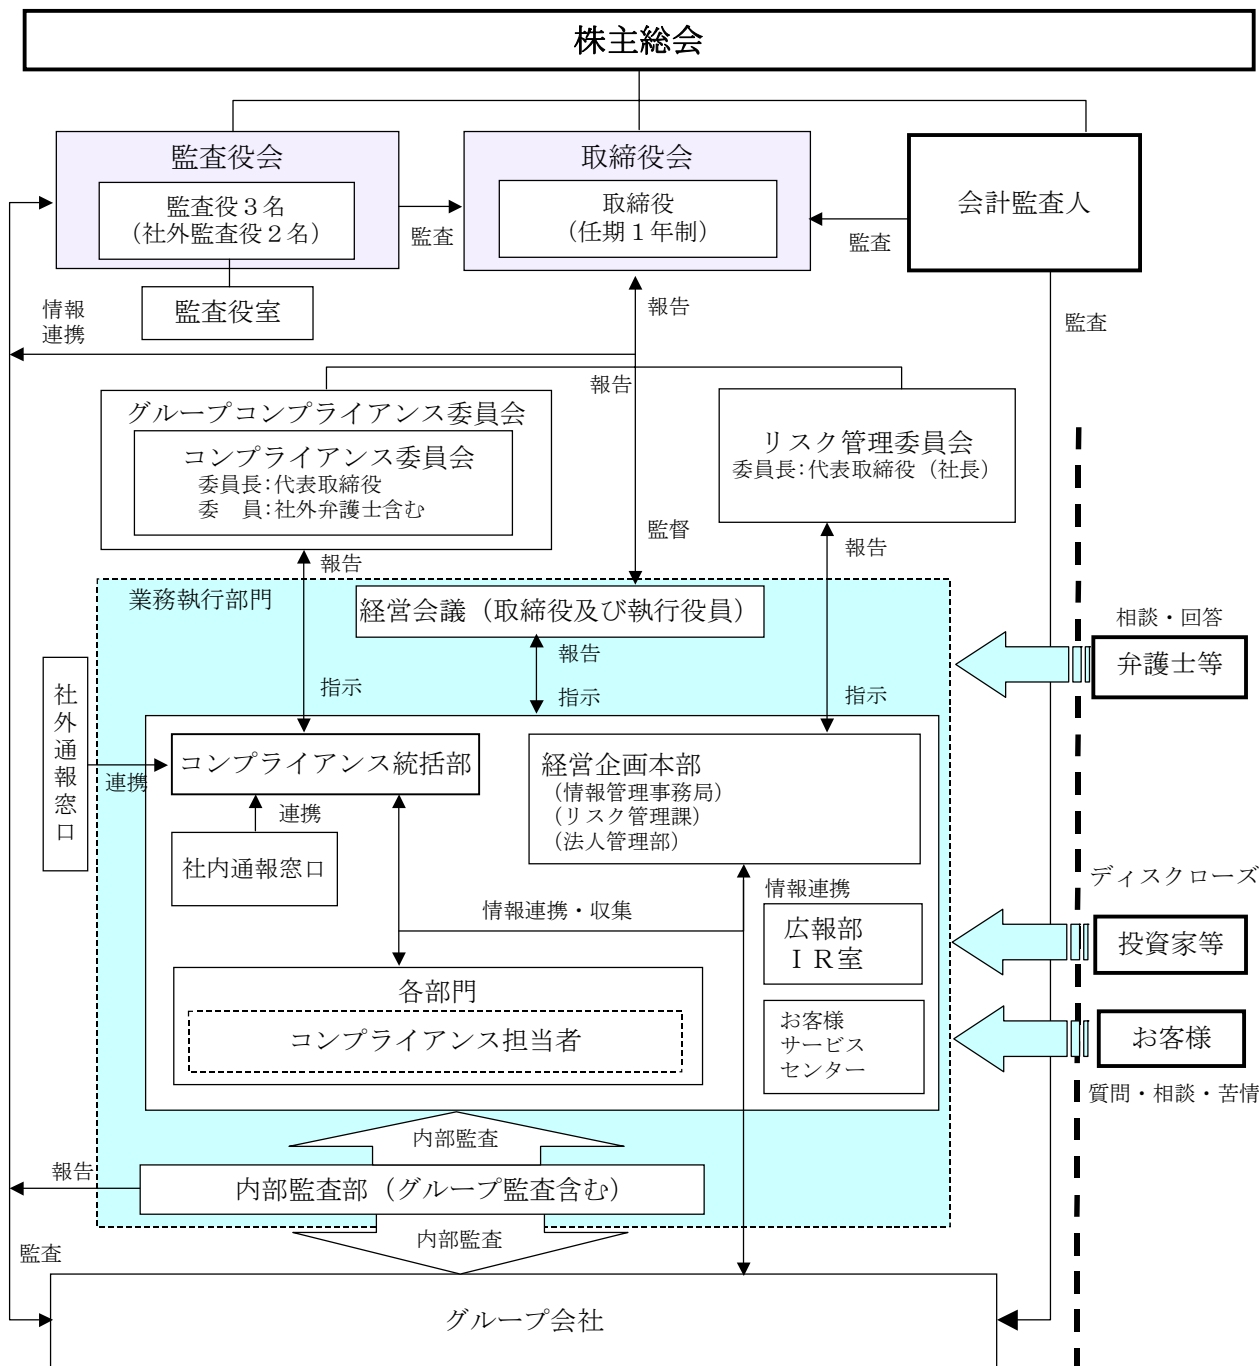 株主総会
監査役会
監査役３名
（社外監査役２名）
監査役室
監査
取締役会
取締役
（任期１年制）
監査
会計監査人
情報
連携
報告
監査
報告
グループコンプライアンス委員会
コンプライアンス委員会
委員長：代表取締役
委　員：社外弁護士含む
リスク管理委員会
委員長：代表取締役（社長）
監督
報告
報告
業務執行部門
経営会議（取締役及び執行役員）
報告
指示
指示
指示
相談・回答
弁護士等
社外通報窓口
連携
コンプライアンス統括部
連携
社内通報窓口
経営企画本部
（情報管理事務局）
（リスク管理課）
（法人管理部）
情報連携
情報連携・収集
広報部
ＩＲ室
ディスクローズ
投資家等
各部門
コンプライアンス担当者
お客様
サービス
センター
お客様
質問・相談・苦情
内部監査
報告
内部監査部（グループ監査含む）
内部監査
監査
グループ会社